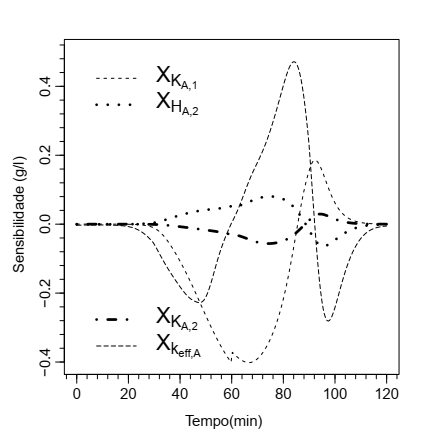 X_{K_{A,1}}
X_{H_{A,2}}
0.4
0.2
0.0
−0.2
−0.4
Sensibilidade (g/l)
X_{K_{A,2}}
X_{k_{eff,A}}
0 20 40 60 80 100 120
Tempo(min)